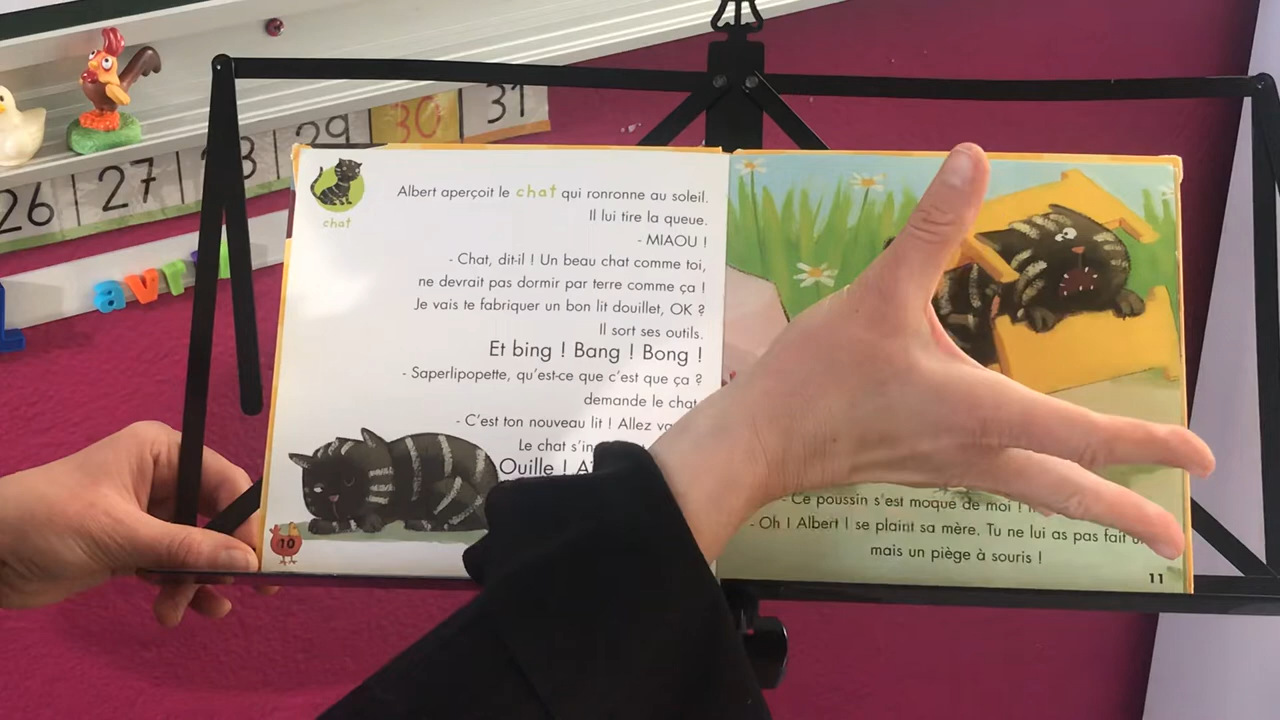 26 27 28 29 30 31
avri
chat
Albert aperçoit le chat qui ronronne au soleil.
Il lui tire la queue.
- MIAOU !
- Chat, dit-il ! Un beau chat comme toi,
ne devrait pas dormir par terre comme ça !
Je vais te fabriquer un bon lit douillet, OK ?
Il sort ses outils.
Et bing ! Bang ! Bong !
- Saperlipopette, qu'est-ce que c'est que ça ?
demande le chat
- C'est ton nouveau lit ! Allez
Le chat
Ouille !
10
- Ce poussin s'est moqué de moi !
- Oh ! Albert ! se plaint sa mère. Tu ne lui as pas fait
mais un piège à souris !
11